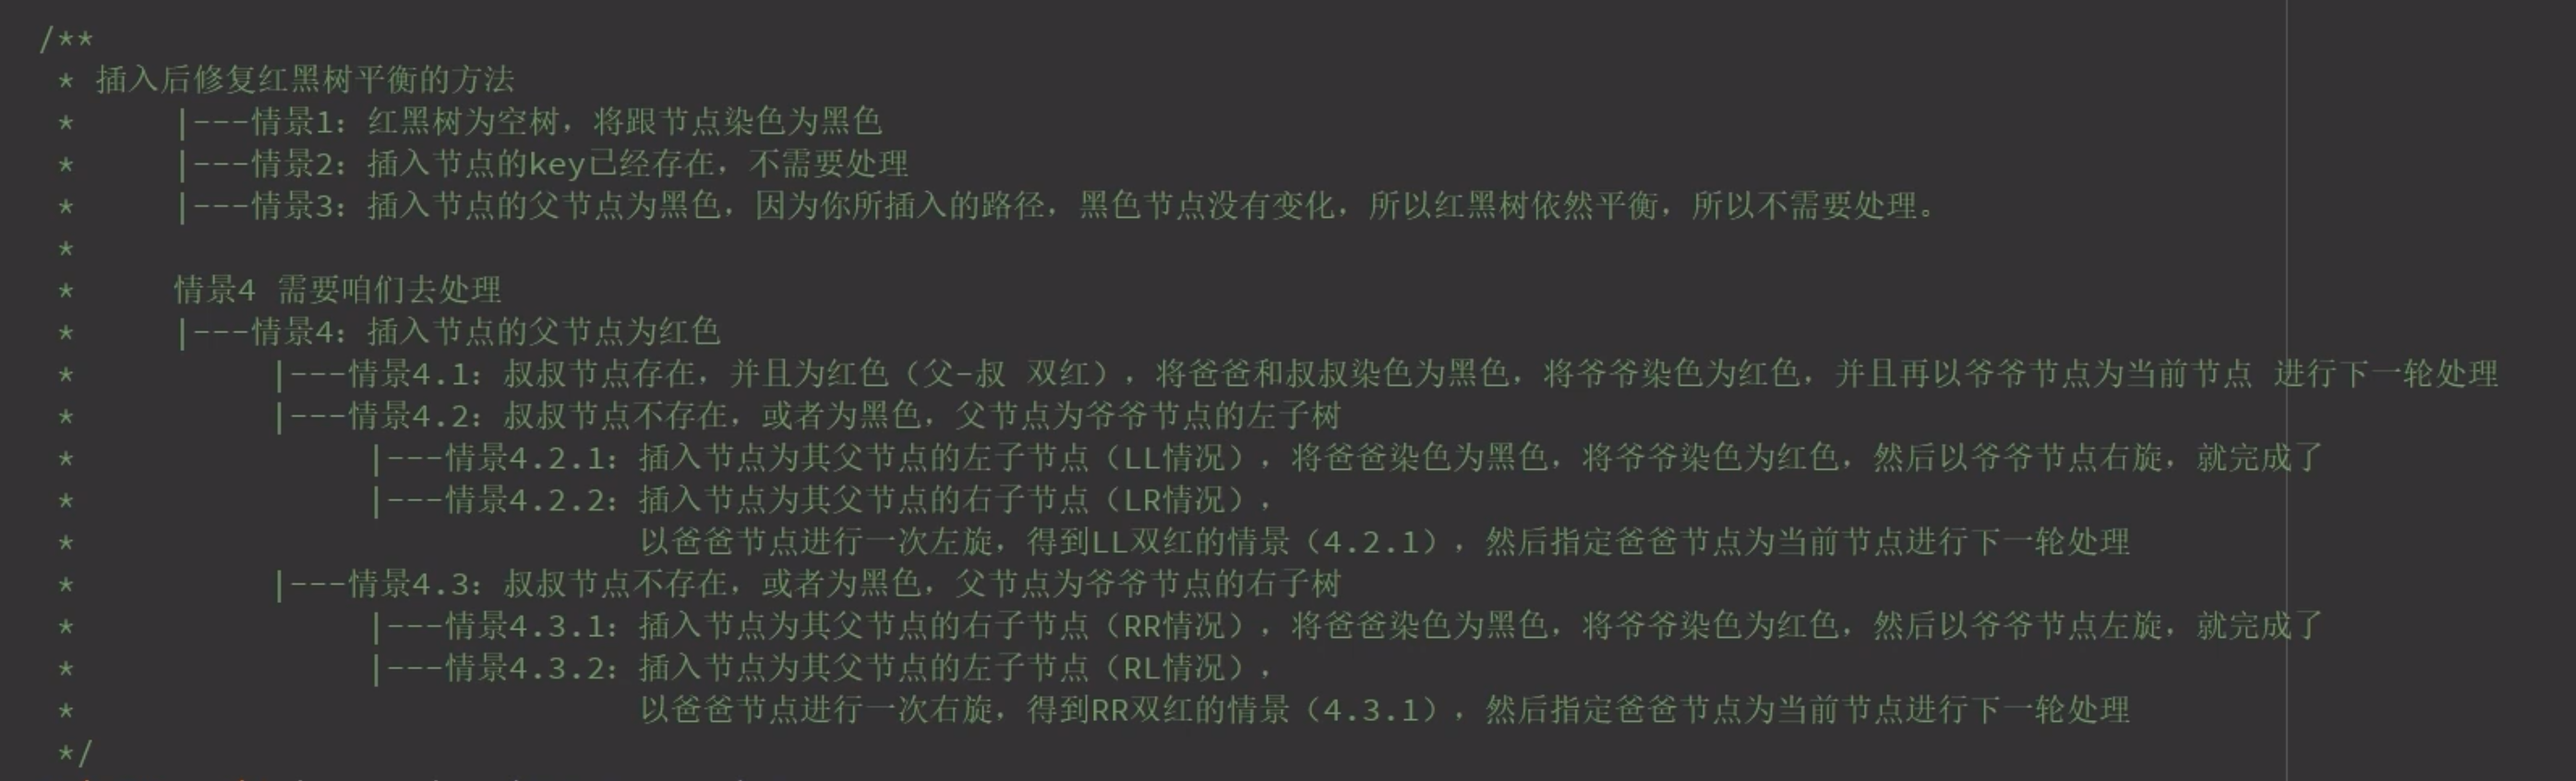 /**
 * 插入后修复红黑树平衡的方法
 *     |---情景1：红黑树为空树，将跟节点染色为黑色
 *     |---情景2：插入节点的key已经存在，不需要处理
 *     |---情景3：插入节点的父节点为黑色，因为你所插入的路径，黑色节点没有变化，所以红黑树依然平衡，所以不需要处理。
 *
 *     情景4 需要咱们去处理
 *     |---情景4：插入节点的父节点为红色
 *          |---情景4.1：叔叔节点存在，并且为红色（父-叔 双红），将爸爸和叔叔染色为黑色，将爷爷染色为红色，并且再以爷爷节点为当前节点 进行下一轮处理
 *          |---情景4.2：叔叔节点不存在，或者为黑色，父节点为爷爷节点的左子树
 *               |---情景4.2.1：插入节点为其父节点的左子节点（LL情况），将爸爸染色为黑色，将爷爷染色为红色，然后以爷爷节点右旋，就完成了
 *               |---情景4.2.2：插入节点为其父节点的右子节点（LR情况），
 *                             以爸爸节点进行一次左旋，得到LL双红的情景（4.2.1），然后指定爸爸节点为当前节点进行下一轮处理
 *          |---情景4.3：叔叔节点不存在，或者为黑色，父节点为爷爷节点的右子树
 *               |---情景4.3.1：插入节点为其父节点的右子节点（RR情况），将爸爸染色为黑色，将爷爷染色为红色，然后以爷爷节点左旋，就完成了
 *               |---情景4.3.2：插入节点为其父节点的左子节点（RL情况），
 *                             以爸爸节点进行一次右旋，得到RR双红的情景（4.3.1），然后指定爸爸节点为当前节点进行下一轮处理
 */